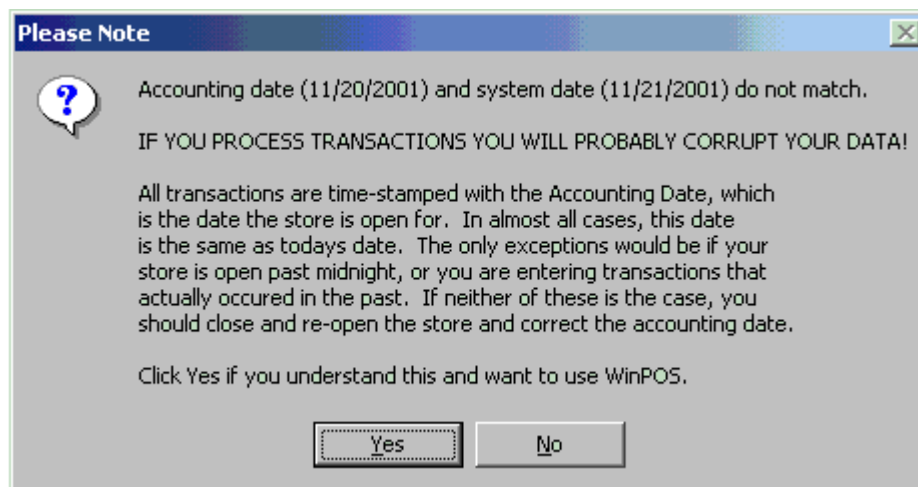 Please Note
Accounting date (11/20/2001) and system date (11/21/2001) do not match.
IF YOU PROCESS TRANSACTIONS YOU WILL PROBABLY CORRUPT YOUR DATA!
All transactions are time-stamped with the Accounting Date, which
is the date the store is open for.  In almost all cases, this date
is the same as todays date.  The only exceptions would be if your
store is open past midnight, or you are entering transactions that
actually occured in the past.  If neither of these is the case, you
should close and re-open the store and correct the accounting date.
Click Yes if you understand this and want to use WinPOS.
Yes No